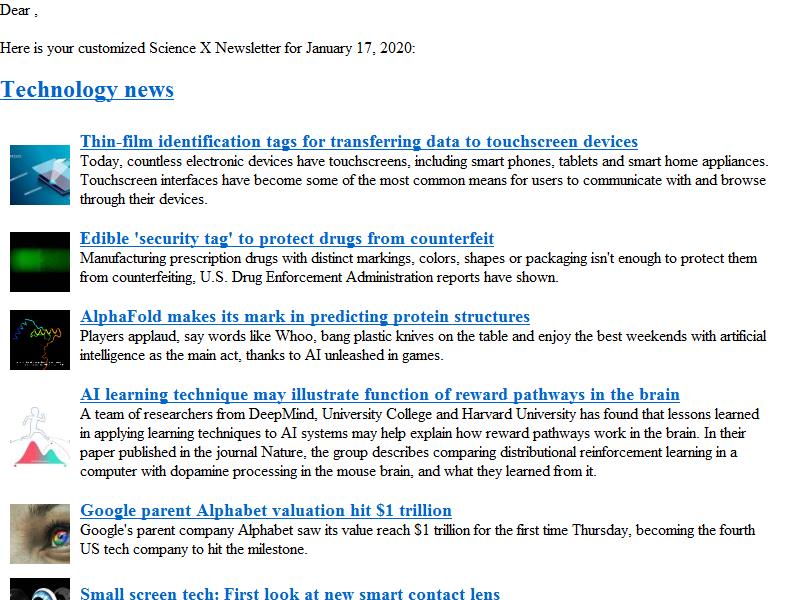 Dear ,
Here is your customized Science X Newsletter for January 17, 2020:
Technology news
Thin-film identification tags for transferring data to touchscreen devices
Today, countless electronic devices have touchscreens, including smart phones, tablets and smart home appliances.
Touchscreen interfaces have become some of the most common means for users to communicate with and browse
through their devices.
Edible 'security tag' to protect drugs from counterfeit
Manufacturing prescription drugs with distinct markings, colors, shapes or packaging isn't enough to protect them
from counterfeiting, U.S. Drug Enforcement Administration reports have shown.
AlphaFold makes its mark in predicting protein structures
Players applaud, say words like Whoo, bang plastic knives on the table and enjoy the best weekends with artificial
intelligence as the main act, thanks to AI unleashed in games.
AI learning technique may illustrate function of reward pathways in the brain
A team of researchers from DeepMind, University College and Harvard University has found that lessons learned
in applying learning techniques to AI systems may help explain how reward pathways work in the brain. In their
paper published in the journal Nature, the group describes comparing distributional reinforcement learning in a
computer with dopamine processing in the mouse brain, and what they learned from it.
Google parent Alphabet valuation hit $1 trillion
Google's parent company Alphabet saw its value reach $1 trillion for the first time Thursday, becoming the fourth
US tech company to hit the milestone.
Small screen tech: First look at new smart contact lens